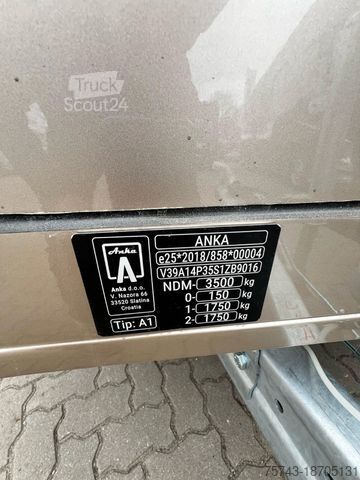 Truck
Scout24
Anka
Anka d.o.o.
V. Nazora 66
33520 Slatina
Croatia
Tip: A1
ANKA
e25*2018/858*00004
V39A14P35S1ZB9016
NDM- 3500 kg
0- 150 kg
1- 1750 kg
2- 1750 kg
75743-18705131